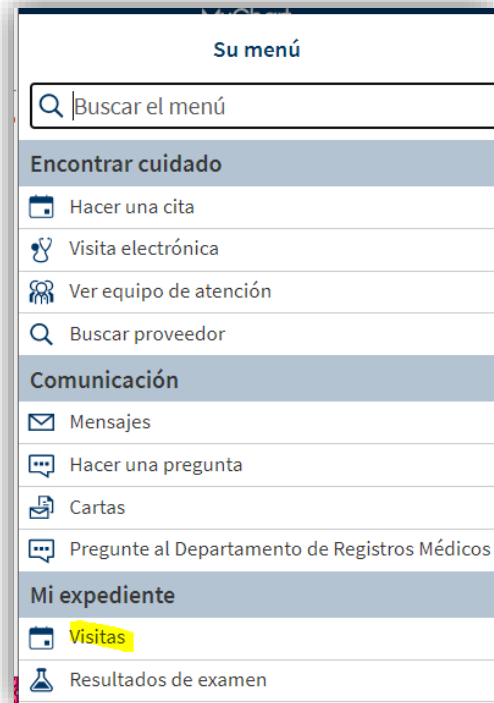 Su menú
Buscar el menú
Encontrar cuidado
Hacer una cita
Visita electrónica
Ver equipo de atención
Buscar proveedor
Comunicación
Mensajes
Hacer una pregunta
Cartas
Pregunte al Departamento de Registros Médicos
Mi expediente
Visitas
Resultados de examen